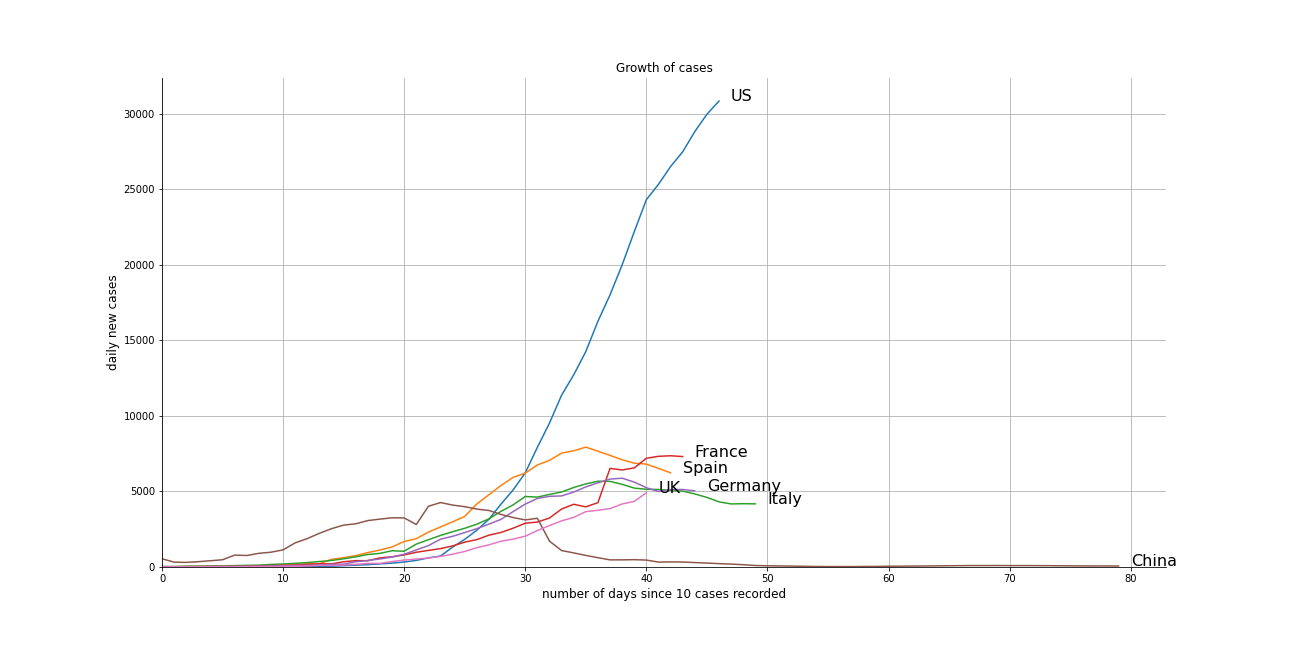 Growth of cases
US
30000
25000
20000
15000
10000
5000
0
daily new cases
France
Spain
UK
Germany
Italy
China
0 10 20 30 40 50 60 70 80
number of days since 10 cases recorded